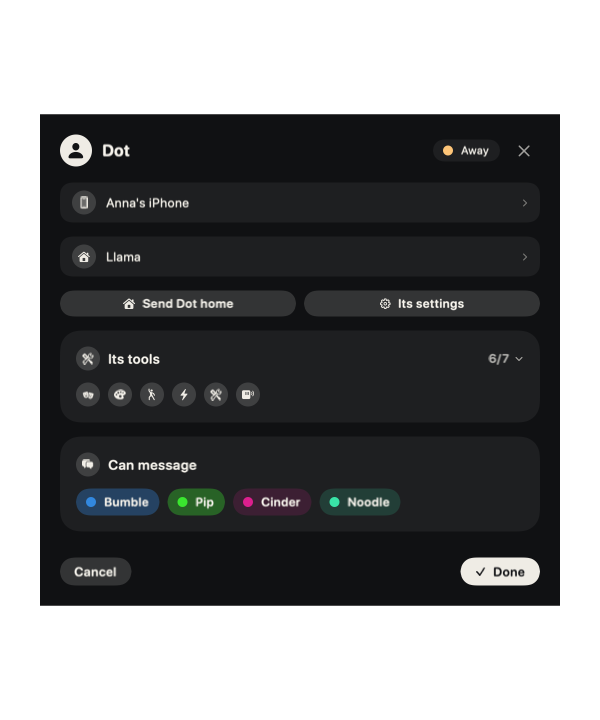 Dot
Away
Anna's iPhone
Llama
Send Dot home
Its settings
Its tools
6/7
Can message
Bumble
Pip
Cinder
Noodle
Cancel
Done